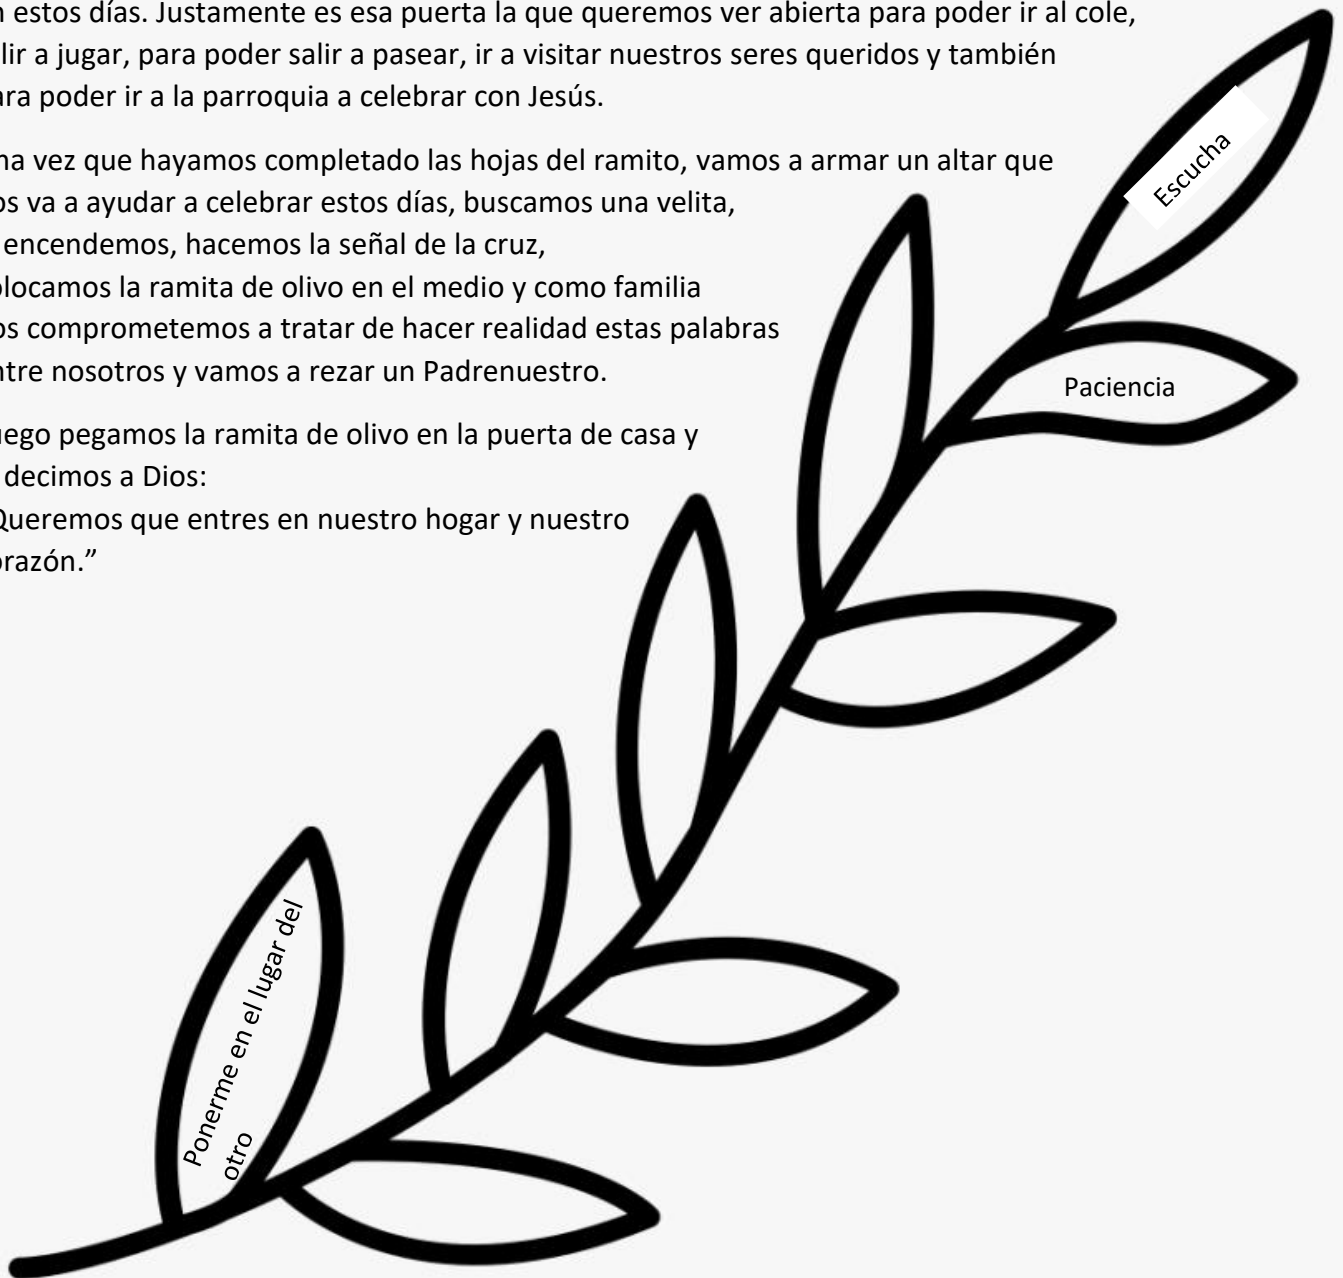 n estos días. Justamente es esa puerta la que queremos ver abierta para poder ir al cole,
lir a jugar, para poder salir a pasear, ir a visitar nuestros seres queridos y también
ara poder ir a la parroquia a celebrar con Jesús.
na vez que hayamos completado las hojas del ramito, vamos a armar un altar que
os va a ayudar a celebrar estos días, buscamos una velita,
encendemos, hacemos la señal de la cruz,
olocamos la ramita de olivo en el medio y como familia
os comprometemos a tratar de hacer realidad estas palabras
ntre nosotros y vamos a rezar un Padrenuestro.
uego pegamos la ramita de olivo en la puerta de casa y
decimos a Dios:
Queremos que entres en nuestro hogar y nuestro
orazón.”
Escucha
Paciencia
Ponerme en el lugar del
otro